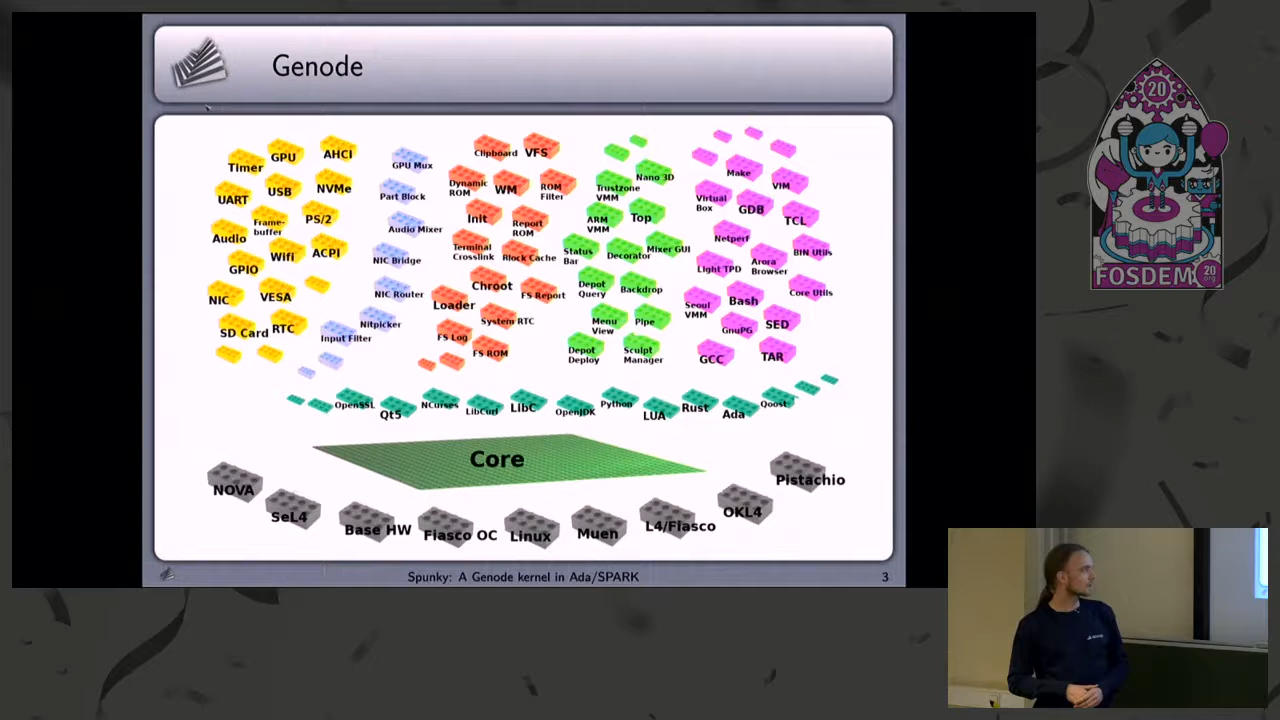 Genode
Timer
GPU
AHCI
UART
USB
NVMe
Audio
Frame-
buffer
PS/2
GPIO
Wifi
ACPI
NIC
VESA
SD Card
RTC
GPU Mux
Part Block
Audio Mixer
NIC Bridge
NIC Router
Nitpicker
Input Filter
Clipboard
VFS
Dynamic
ROM
WM
ROM
Filter
Init
Report
ROM
Terminal
Crosslink
Block Cache
Chroot
FS Report
Loader
System RTC
FS Log
FS ROM
Nano 3D
Trustzone
VMM
ARM
VMM
Top
Status
Bar
Decorator
Mixer GUI
Depot
Query
Backdrop
Menu
View
Pipe
Depot
Deploy
Sculpt
Manager
Make
VIM
Virtual
Box
GDB
TCL
Netperf
BIN Utils
Light TPD
Arora
Browser
Core Utils
Seoul
VMM
Bash
GnuPG
SED
GCC
TAR
OpenSSL
Qt5
NCurses
LibCurl
LibC
OpenJDK
Python
LUA
Rust
Ada
Qoost
Core
NOVA
SeL4
Base HW
Fiasco OC
Linux
Muen
L4/Fiasco
OKL4
Pistachio
Spunky: A Genode kernel in Ada/SPARK
3
20
FOSDEM
20
.org